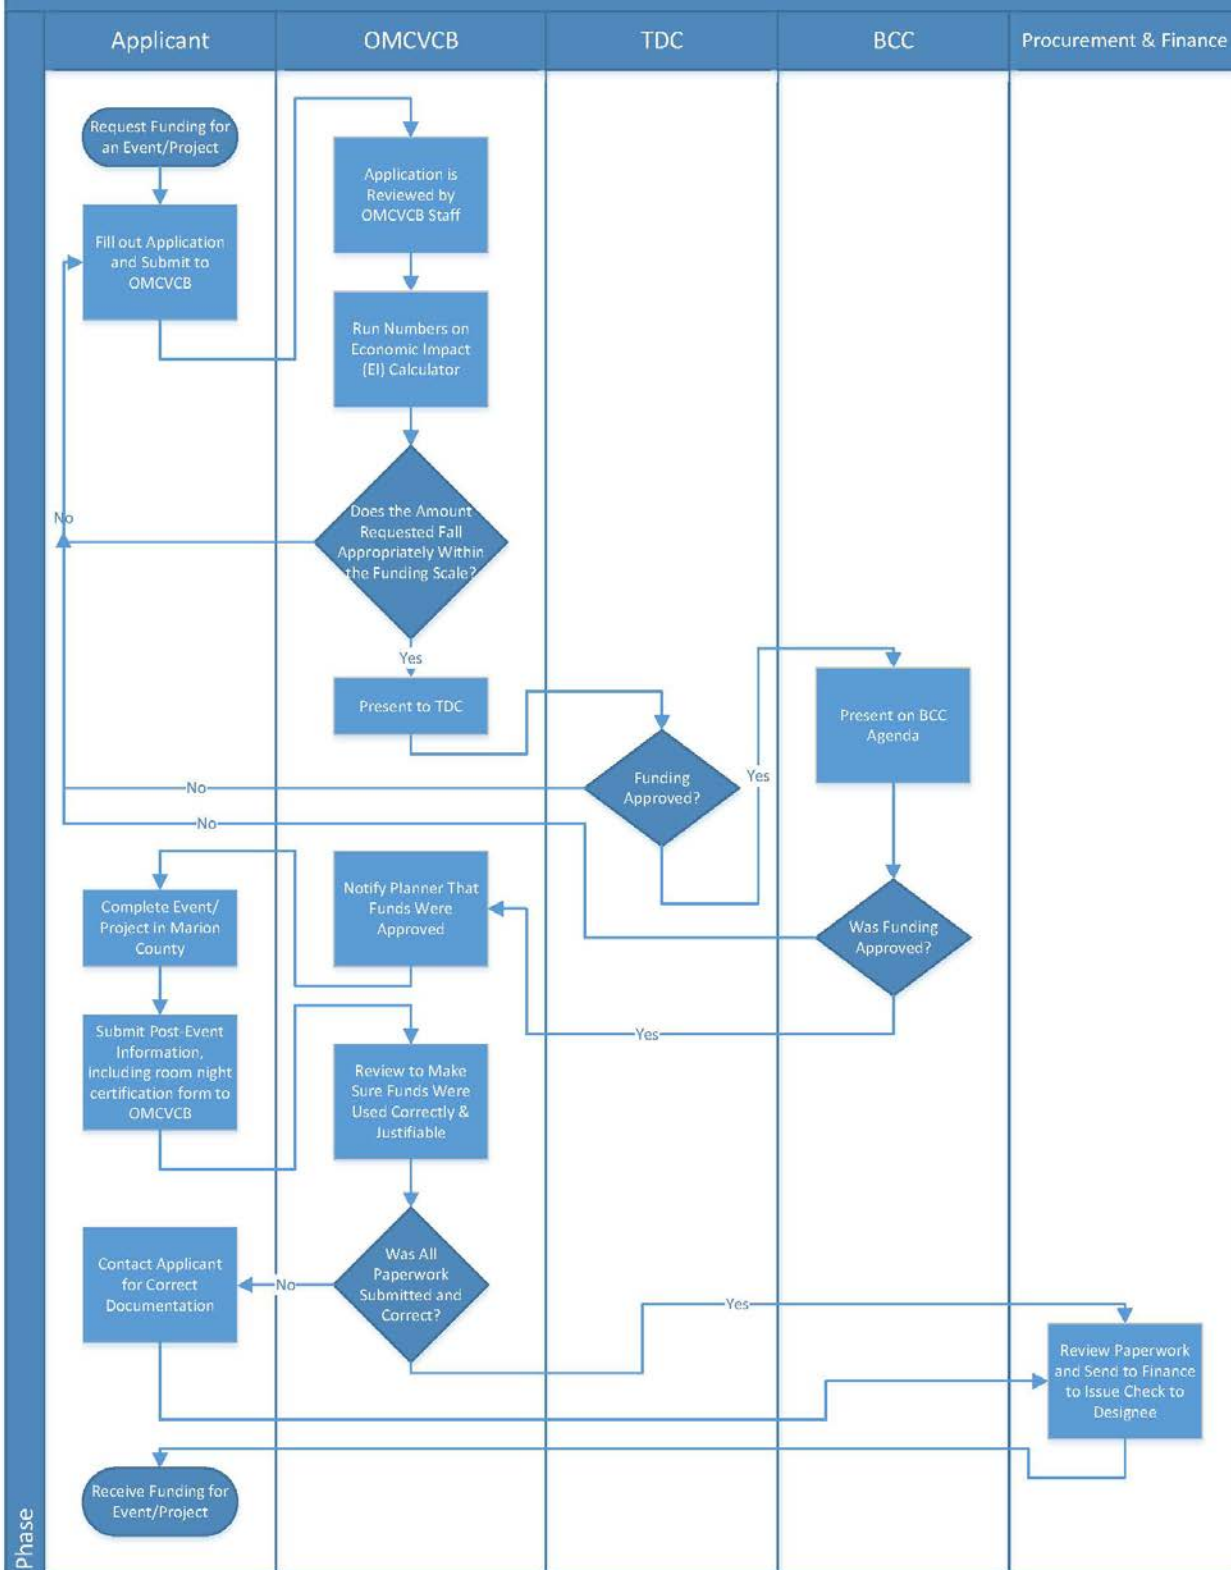 Applicant
OMCVCB
TDC
BCC
Procurement & Finance
Request Funding for
an Event/Project
Fill out Application
and Submit to
OMCVCB
Application is
Reviewed by
OMCVCB Staff
Run Numbers on
Economic Impact
(EI) Calculator
Does the Amount
Requested Fall
Appropriately Within
the Funding Scale?
No
Yes
Present to TDC
Funding
Approved?
No
Yes
Present on BCC
Agenda
Was Funding
Approved?
No
Yes
Notify Planner That
Funds Were
Approved
Complete Event/
Project in Marion
County
Submit Post-Event
Information,
including room night
certification form to
OMCVCB
Review to Make
Sure Funds Were
Used Correctly &
Justifiable
Was All
Paperwork
Submitted and
Correct?
No
Yes
Contact Applicant
for Correct
Documentation
Review Paperwork
and Send to Finance
to Issue Check to
Designee
Receive Funding for
Event/Project
Phase